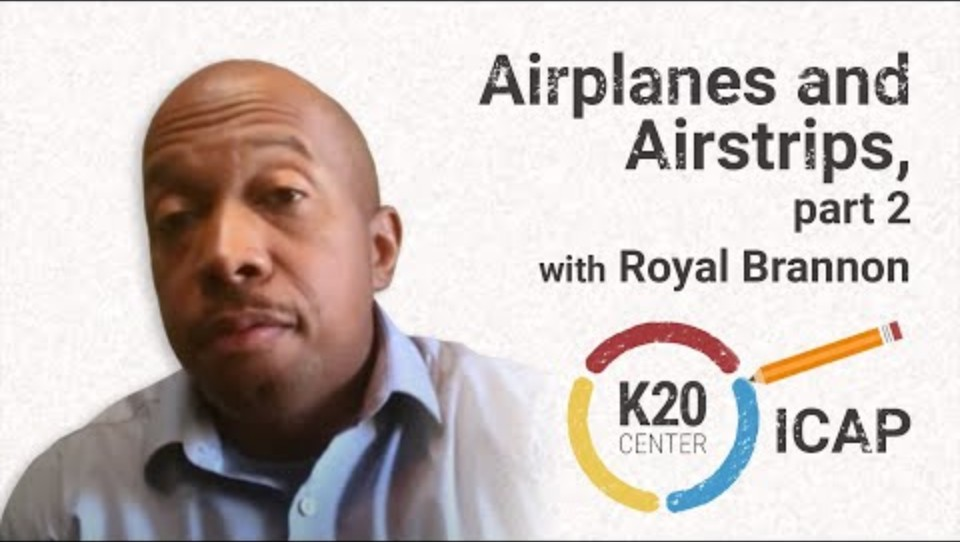 Airplanes and
Airstrips,
part 2
with Royal Brannon
K20
CENTER
ICAP